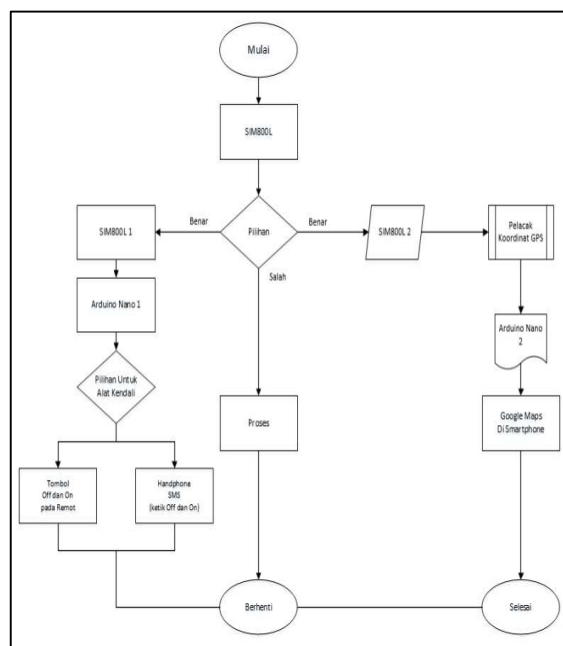 Mulai
SIM800L
Pilihan
Benar
Benar
Salah
SIM800L 1
Arduino Nano 1
Pilihan Untuk
Alat Kendali
Tombol
Off dan On
pada Remot
Handphone
SMS
(ketik Off dan On)
Proses
Berhenti
SIM800L 2
Pelacak
Koordinat GPS
Arduino Nano
2
Google Maps
Di Smartphone
Selesai